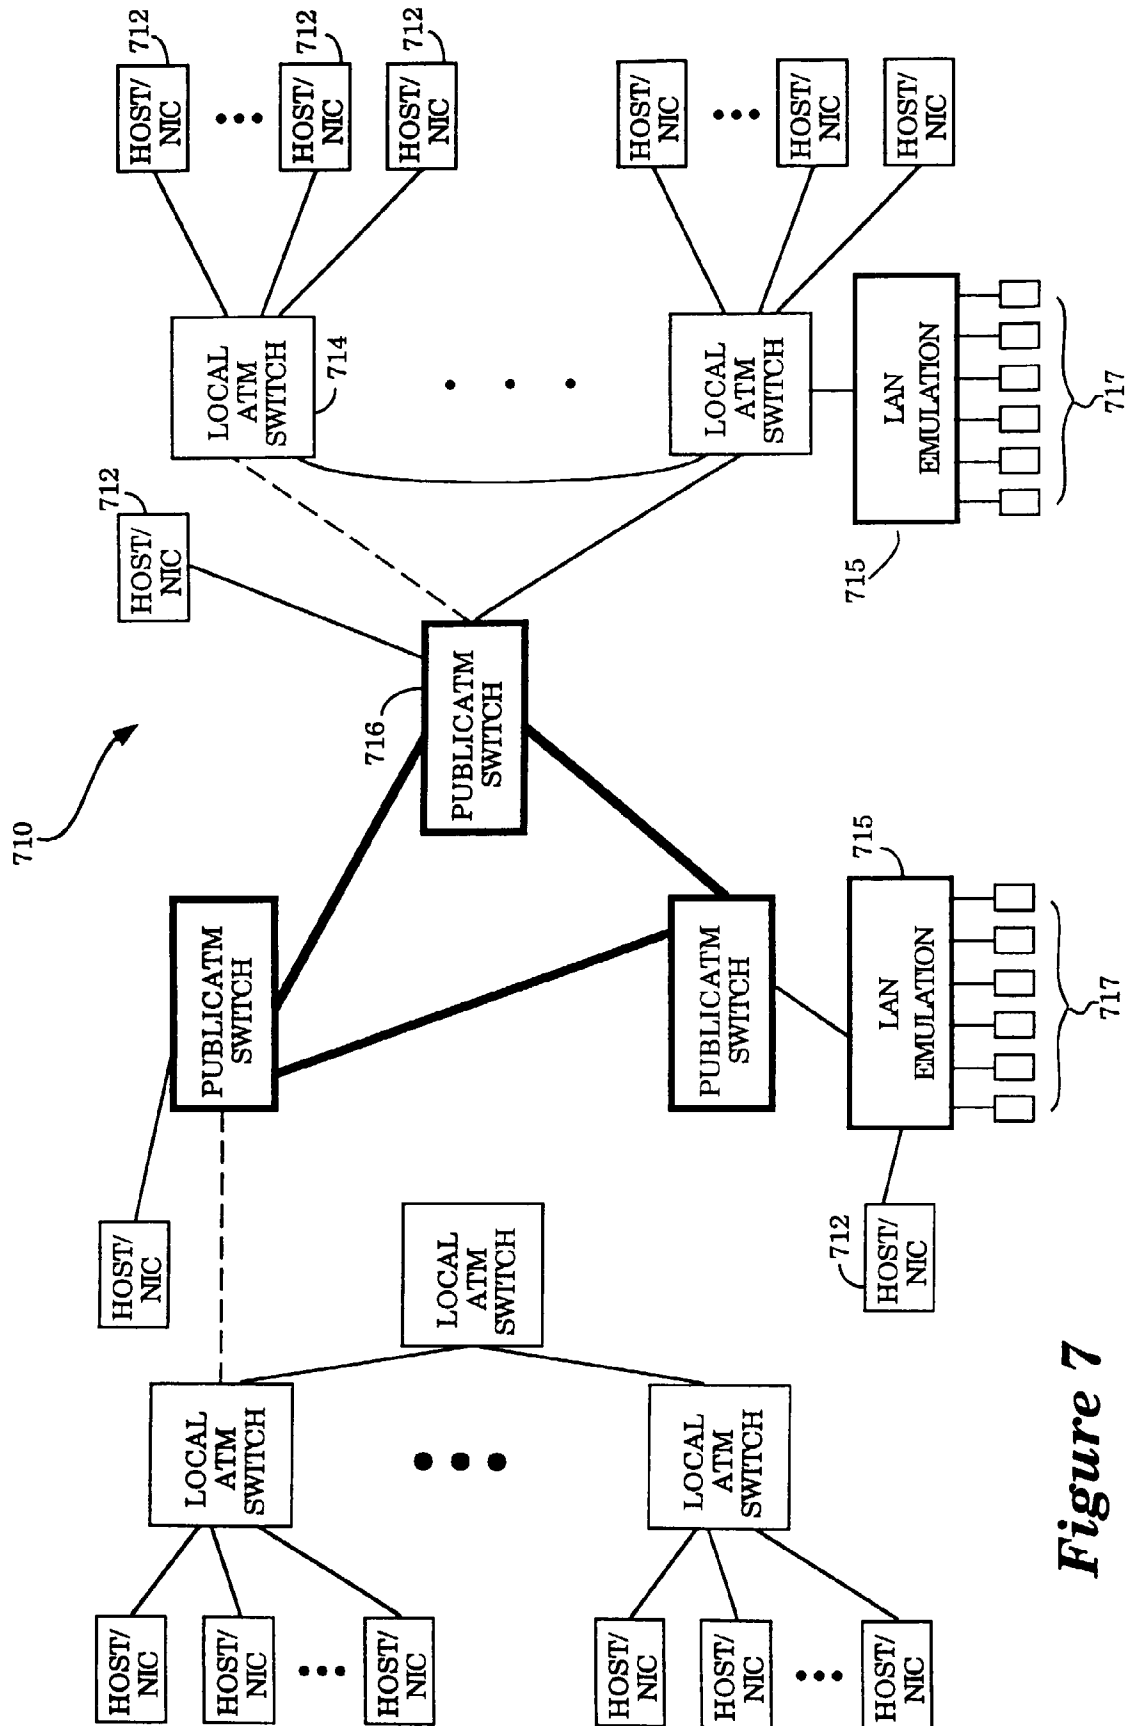 710
HOST/
NIC
HOST/
NIC
712
HOST/
NIC
712
HOST/
NIC
LOCAL
ATM
SWITCH
PUBLICATM
SWITCH
LOCAL
ATM
SWITCH
714
HOST/
NIC
712
HOST/
NIC
HOST/
NIC
LOCAL
ATM
SWITCH
716
PUBLICATM
SWITCH
712
HOST/
NIC
HOST/
NIC
LOCAL
ATM
SWITCH
PUBLICATM
SWITCH
LOCAL
ATM
SWITCH
HOST/
NIC
HOST/
NIC
HOST/
NIC
HOST/
NIC
712
HOST/
NIC
715
LAN
EMULATION
715
LAN
EMULATION
HOST/
NIC
717
717
Figure 7